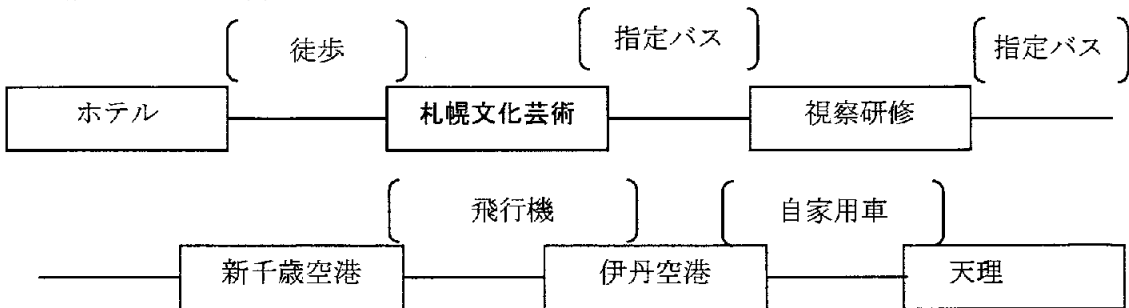 徒歩 指定バス 指定バス
ホテル 札幌文化芸術 視察研修
飛行機 自家用車
新千歳空港 伊丹空港 天理